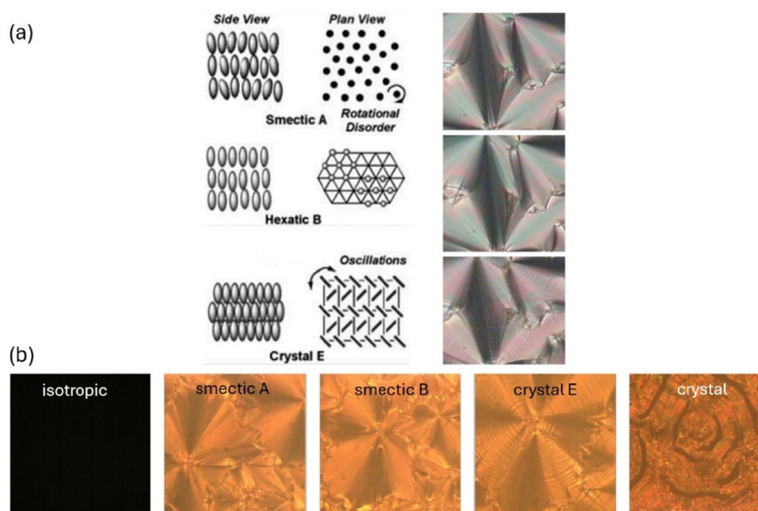 (a)
Side View
Plan View
Smectic A
Rotational
Disorder
Hexatic B
Oscillations
Crystal E
(b)
isotropic
smectic A
smectic B
crystal E
crystal